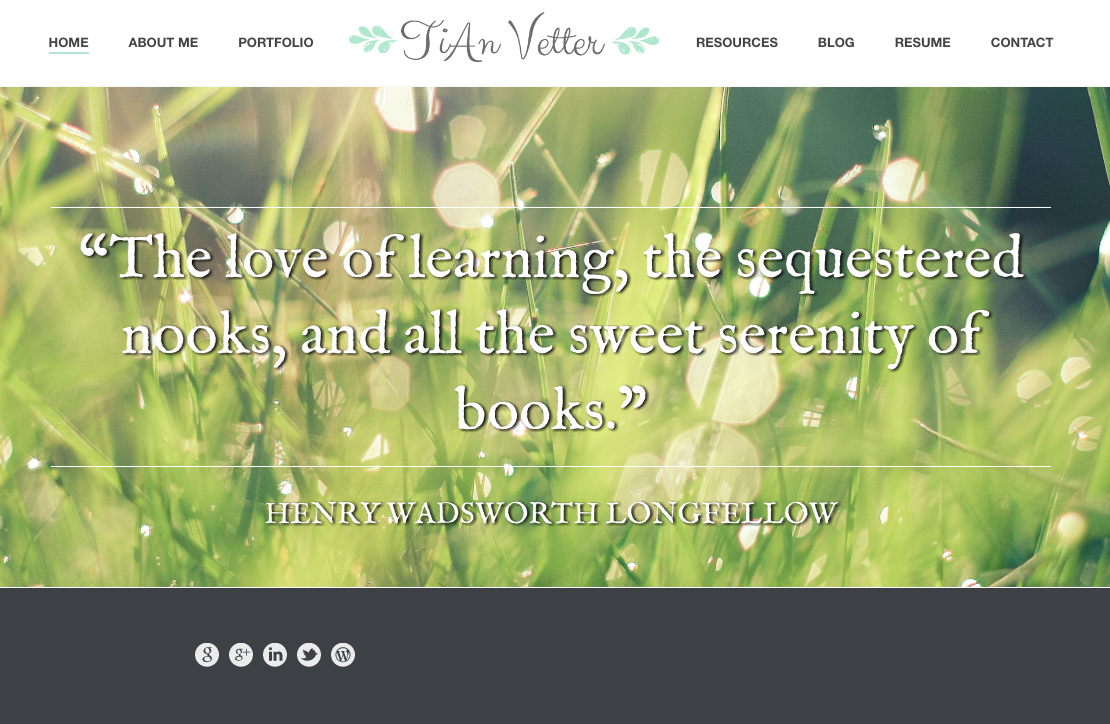 HOME ABOUT ME PORTFOLIO TiAn Vetter RESOURCES BLOG RESUME CONTACT
“The love of learning, the sequestered
nooks, and all the sweet serenity of
books.”
HENRY WADSWORTH LONGFELLOW
g g+ in W